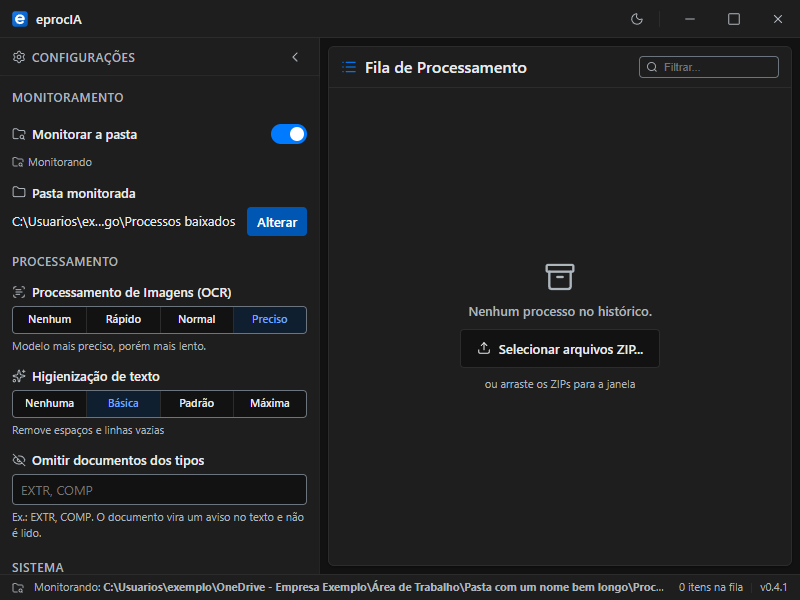 eprocIA
CONFIGURAÇÕES
MONITORAMENTO
Monitorar a pasta
Monitorando
Pasta monitorada
C:\Usuarios\ex...go\Processos baixados
Alterar
PROCESSAMENTO
Processamento de Imagens (OCR)
Nenhum Rápido Normal Preciso
Modelo mais preciso, porém mais lento.
Higienização de texto
Nenhuma Básica Padrão Máxima
Remove espaços e linhas vazias
Omitir documentos dos tipos
EXTR, COMP
Ex.: EXTR, COMP. O documento vira um aviso no texto e não
é lido.
SISTEMA
Fila de Processamento
Filtrar...
Nenhum processo no histórico.
Selecionar arquivos ZIP...
ou arraste os ZIPs para a janela
Monitorando: C:\Usuarios\exemplo\OneDrive - Empresa Exemplo\Área de Trabalho\Pasta com um nome bem longo\Proc...
0 itens na fila
v0.4.1